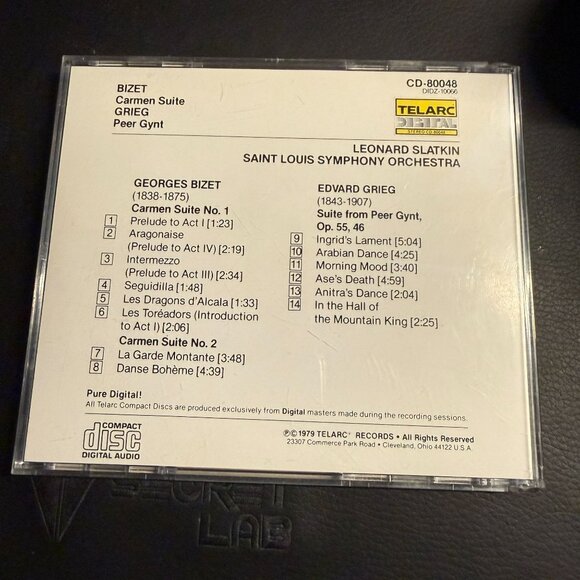 BIZET
Carmen Suite
GRIEG
Peer Gynt
CD-80048
DIDZ-10066
TELARC
DIGITAL
STEREO CD-80048
LEONARD SLATKIN
SAINT LOUIS SYMPHONY ORCHESTRA
GEORGES BIZET
(1838-1875)
Carmen Suite No. 1
1 Prelude to Act I [1:23]
2 Aragonaise
(Prelude to Act IV) [2:19]
3 Intermezzo
(Prelude to Act III) [2:34]
4 Seguidilla [1:48]
5 Les Dragons d'Alcala [1:33]
6 Les Toréadors (Introduction
to Act I) [2:06]
Carmen Suite No. 2
7 La Garde Montante [3:48]
8 Danse Bohème [4:39]
EDVARD GRIEG
(1843-1907)
Suite from Peer Gynt,
Op. 55, 46
9 Ingrid's Lament [5:04]
10 Arabian Dance [4:25]
11 Morning Mood [3:40]
12 Ase's Death [4:59]
13 Anitra's Dance [2:04]
14 In the Hall of
the Mountain King [2:25]
Pure Digital!
All Telarc Compact Discs are produced exclusively from Digital masters made during the recording sessions.
COMPACT
disc
DIGITAL AUDIO
℗©1979 TELARC® RECORDS • All Rights Reserved
23307 Commerce Park Road • Cleveland, Ohio 44122 U.S.A.
SECRET
LAB